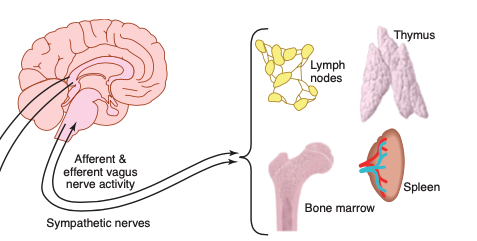 Thymus
Lymph
nodes
Afferent &
efferent vagus
nerve activity
Spleen
Bone marrow
Sympathetic nerves